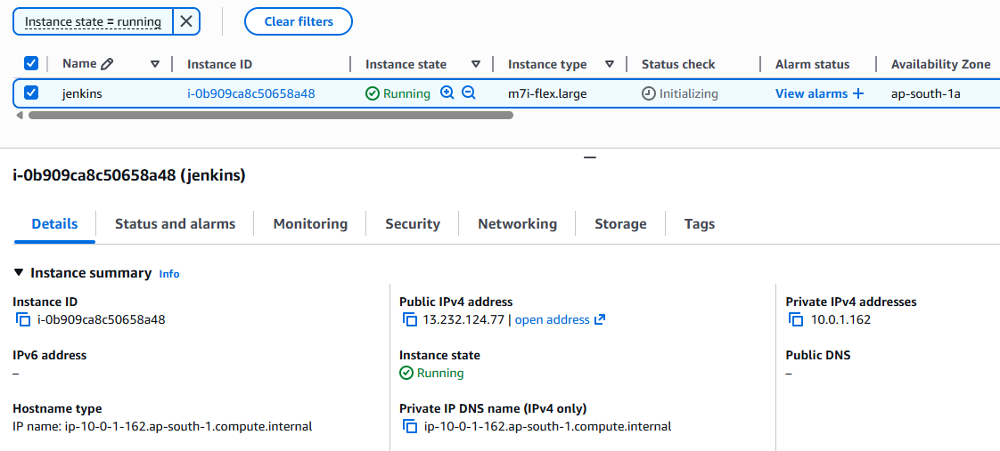 Instance state = running
Clear filters
Name Instance ID Instance state Instance type Status check Alarm status Availability Zone
jenkins i-0b909ca8c50658a48 Running m7i-flex.large Initializing View alarms + ap-south-1a
i-0b909ca8c50658a48 (jenkins)
Details Status and alarms Monitoring Security Networking Storage Tags
Instance summary Info
Instance ID
i-0b909ca8c50658a48
Public IPv4 address
13.232.124.77 | open address
Private IPv4 addresses
10.0.1.162
IPv6 address
–
Instance state
Running
Public DNS
–
Hostname type
IP name: ip-10-0-1-162.ap-south-1.compute.internal
Private IP DNS name (IPv4 only)
ip-10-0-1-162.ap-south-1.compute.internal